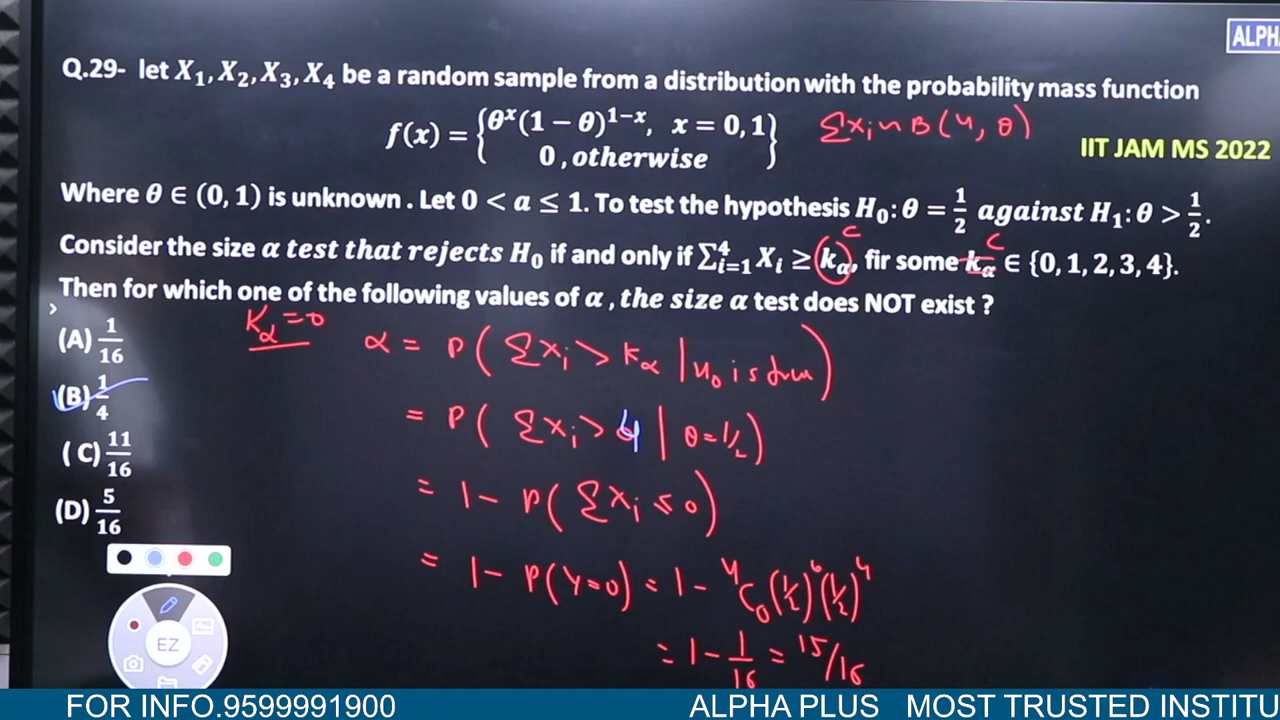 ALPH
Q.29- let X₁, X₂, X₃, X₄ be a random sample from a distribution with the probability mass function
f(x) = {θˣ(1 − θ)¹⁻ˣ, x = 0, 1
0, otherwise}
ΣXᵢ ~ B(4, θ)
IIT JAM MS 2022
Where θ ∈ (0, 1) is unknown . Let 0 < a ≤ 1. To test the hypothesis H₀: θ = 1/2 against H₁: θ > 1/2.
C C
Consider the size α test that rejects H₀ if and only if ∑⁴ᵢ₌₁ Xᵢ ≥ kα, fir some kα ∈ {0, 1, 2, 3, 4}.
Then for which one of the following values of α, the size α test does NOT exist ?
(A) 1/16
(B) 1/4
( C) 11/16
(D) 5/16
Kα = 0
α = P( ΣXᵢ > Kα | H₀ is true)
= P( ΣXᵢ > 4 | θ = 1/2)
= 1 - P( ΣXᵢ ≤ 0)
= 1 - P(Y=0) = 1 - ⁴C₀ (1/2)⁰ (1/2)⁴
= 1 - 1/16 = 15/16
EZ
FOR INFO.9599991900 ALPHA PLUS MOST TRUSTED INSTITU